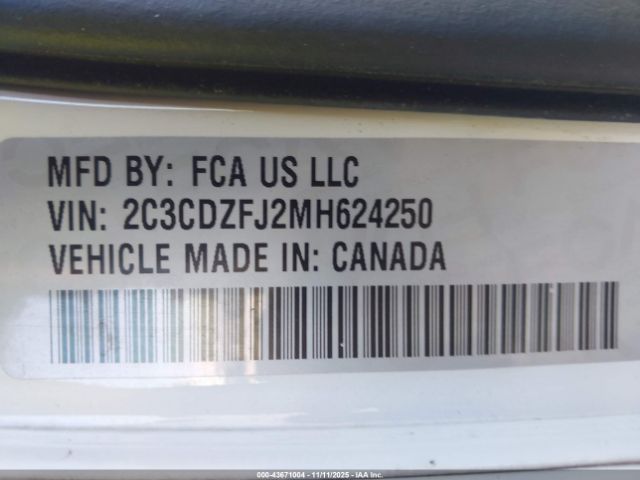 MFD BY: FCA US LLC
VIN: 2C3CDZFJ2MH624250
VEHICLE MADE IN: CANADA
000-43671004 - 11/11/2025 - IAA Inc.